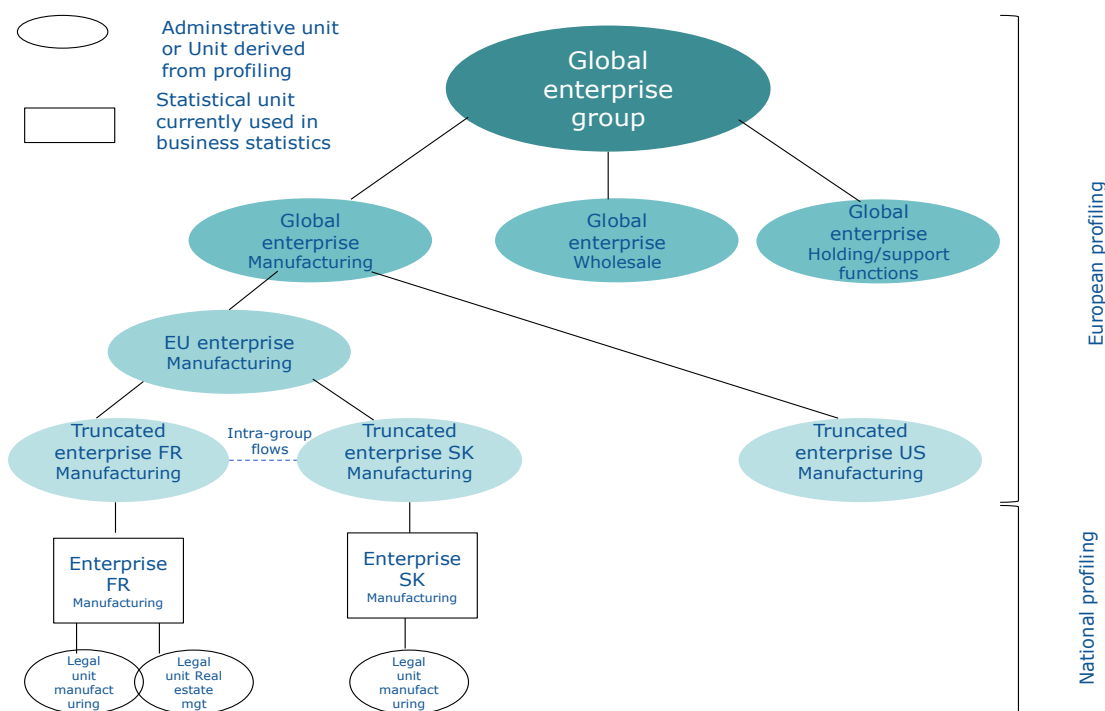 Adminstrative unit
or Unit derived
from profiling
Statistical unit
currently used in
business statistics
Global
enterprise
group
Global
enterprise
Manufacturing
Global
enterprise
Wholesale
Global
enterprise
Holding/support
functions
EU enterprise
Manufacturing
Truncated
enterprise FR
Manufacturing
Intra-group
flows
Truncated
enterprise SK
Manufacturing
Truncated
enterprise US
Manufacturing
European profiling
Enterprise
FR
Manufacturing
Enterprise
SK
Manufacturing
Legal
unit
manufact
uring
Legal
unit Real
estate
mgt
Legal
unit
manufact
uring
National profiling